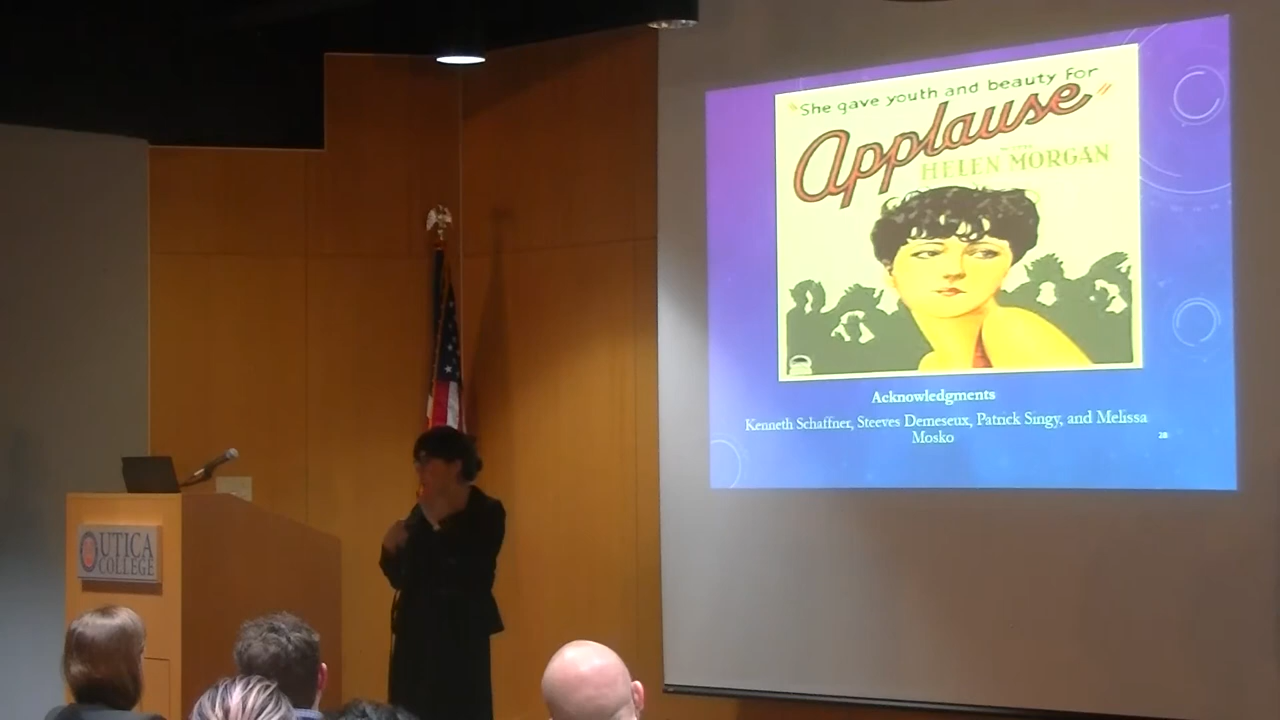 "She gave youth and beauty for
Applause"
HELEN MORGAN
Acknowledgments
Kenneth Schaffner, Steeves Demeseux, Patrick Singy, and Melissa
Mosko
28
UTICA
COLLEGE